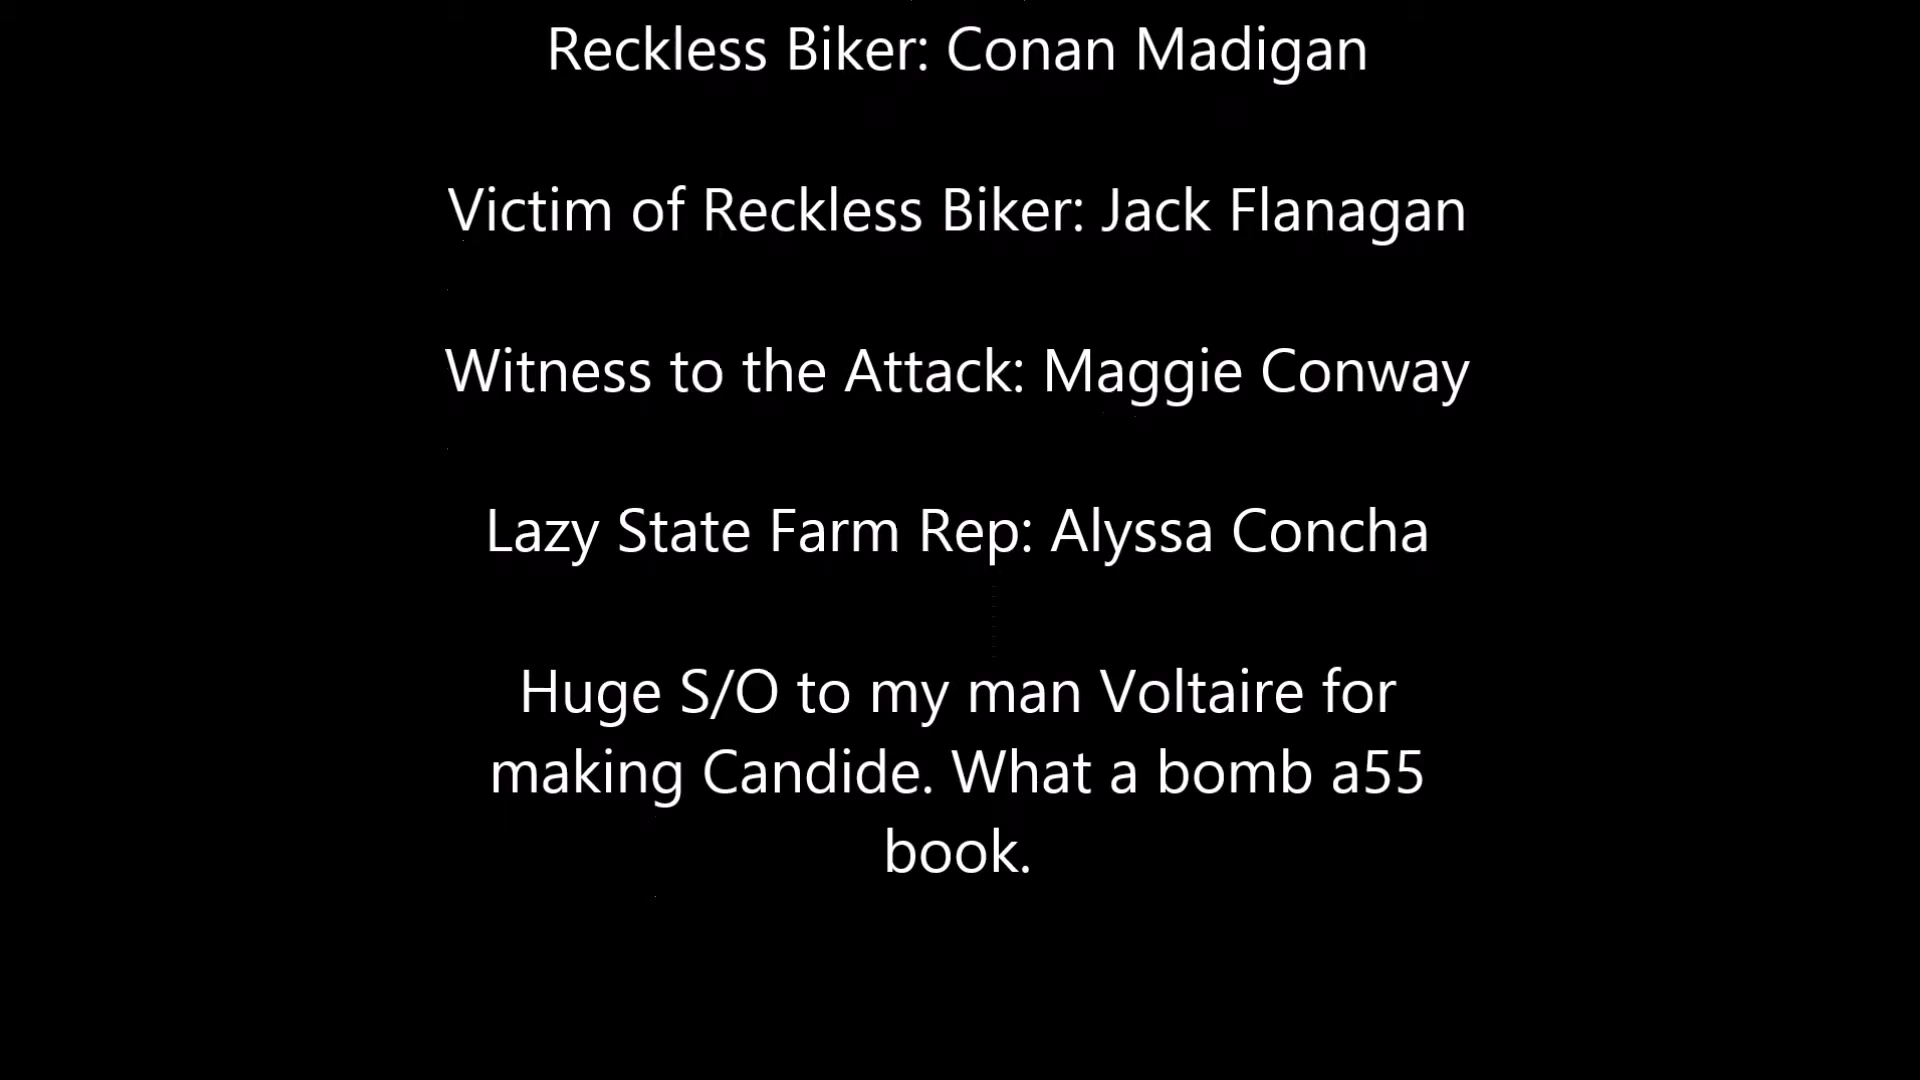 Reckless Biker: Conan Madigan
Victim of Reckless Biker: Jack Flanagan
Witness to the Attack: Maggie Conway
Lazy State Farm Rep: Alyssa Concha
Huge S/O to my man Voltaire for
making Candide. What a bomb a55
book.